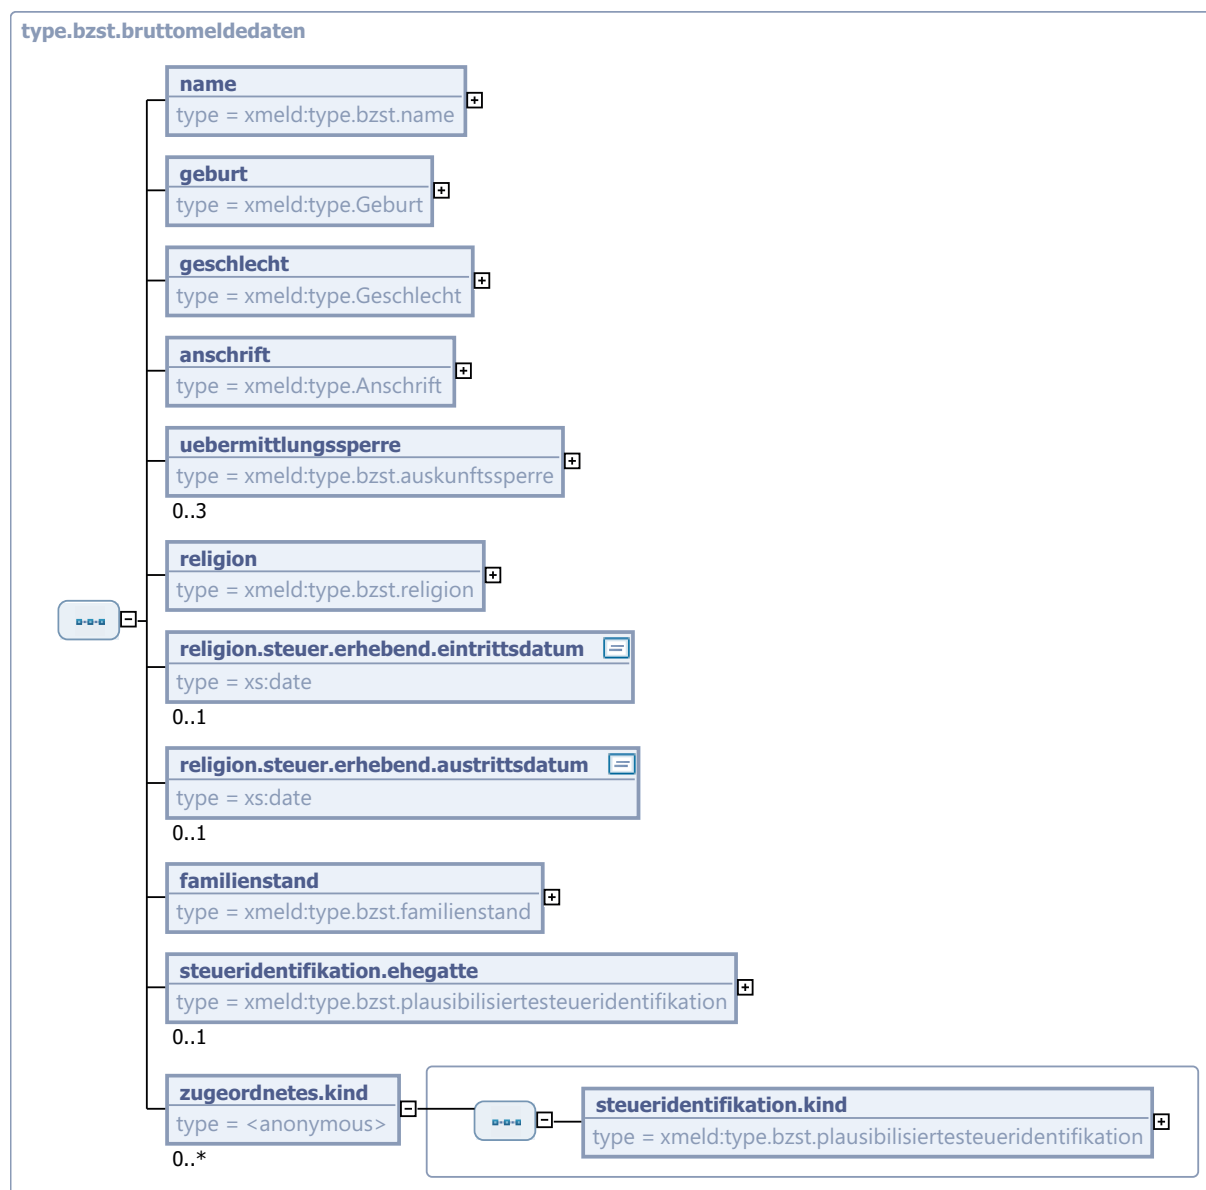 type.bzst.bruttomeldedaten
name
type = xmeld:type.bzst.name
geburt
type = xmeld:type.Geburt
geschlecht
type = xmeld:type.Geschlecht
anschrift
type = xmeld:type.Anschrift
uebermittlungssperre
type = xmeld:type.bzst.auskunftssperre
0..3
religion
type = xmeld:type.bzst.religion
religion.steuer.erhebend.eintrittsdatum
type = xs:date
0..1
religion.steuer.erhebend.austrittsdatum
type = xs:date
0..1
familienstand
type = xmeld:type.bzst.familienstand
steueridentifikation.ehegatte
type = xmeld:type.bzst.plausibilisiertesteueridentifikation
0..1
zugeordnetes.kind
type = <anonymous>
0..*
steueridentifikation.kind
type = xmeld:type.bzst.plausibilisiertesteueridentifikation